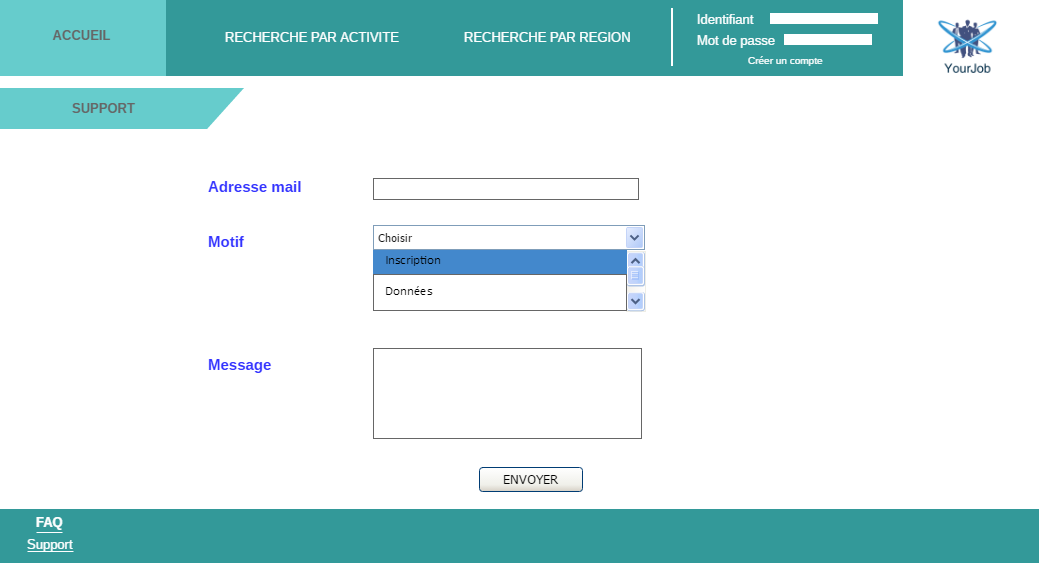 ACCUEIL
RECHERCHE PAR ACTIVITE
RECHERCHE PAR REGION
Identifiant
Mot de passe
Créer un compte
YourJob
SUPPORT
Adresse mail
Motif
Choisir
Inscription
Données
Message
ENVOYER
FAQ
Support